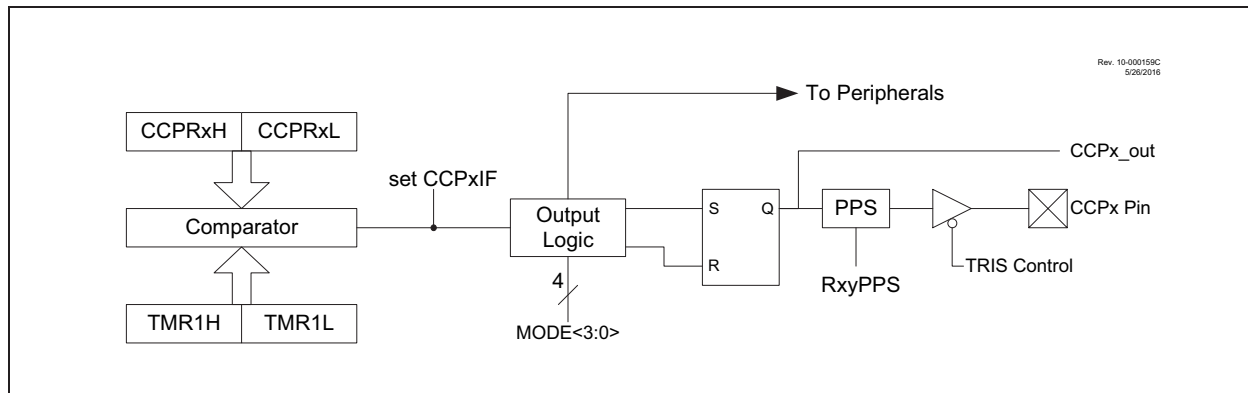 Rev. 10-000159C
5/26/2016
To Peripherals
CCPRxH CCPRxL
CCPx_out
set CCPxIF
Comparator
Output
Logic
S Q
R
PPS
CCPx Pin
TRIS Control
RxyPPS
4
TMR1H TMR1L
MODE<3:0>